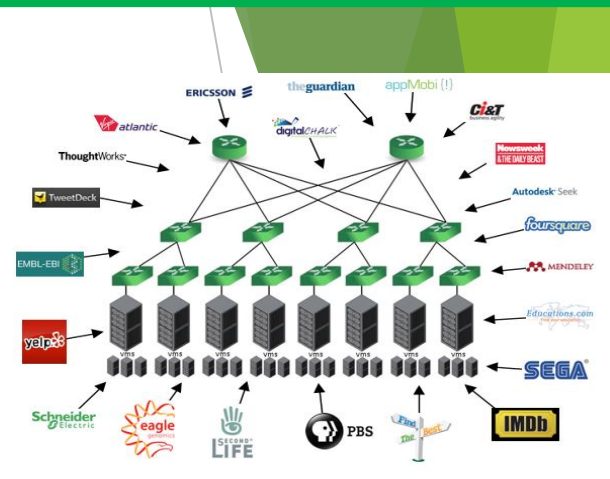 ERICSSON
theguardian
appMobi {!}
Ci&T
business agility
Virgin
atlantic
digitalCHALK
ThoughtWorks
Newsweek
& THE DAILY BEAST
TweetDeck
Autodesk Seek
foursquare
EMBL-EBI
MENDELEY
Educations.com
yelp
vms
vms
vms
vms
vms
vms
vms
vms
SEGA
Schneider
Electric
eagle
genomics
SECOND
LIFE
PBS
Find
The
Best
IMDb